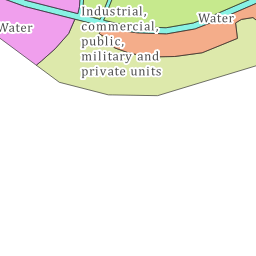 Industrial,
commercial,
public,
military and
private units
Water
Water